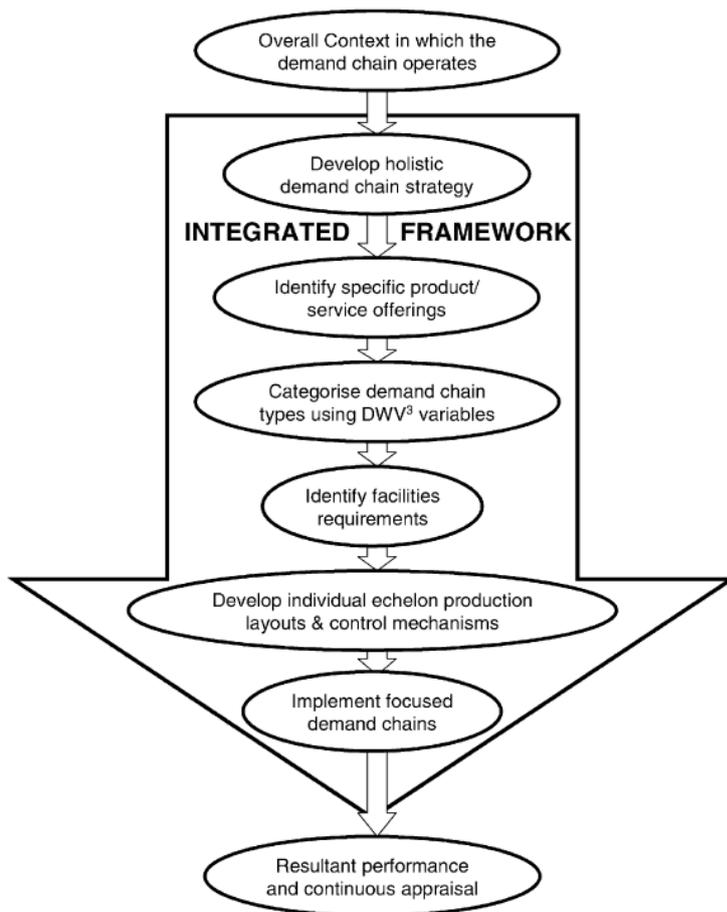 Overall Context in which the
demand chain operates
Develop holistic
demand chain strategy
INTEGRATED FRAMEWORK
Identify specific product/
service offerings
Categorise demand chain
types using DWV³ variables
Identify facilities
requirements
Develop individual echelon production
layouts & control mechanisms
Implement focused
demand chains
Resultant performance
and continuous appraisal